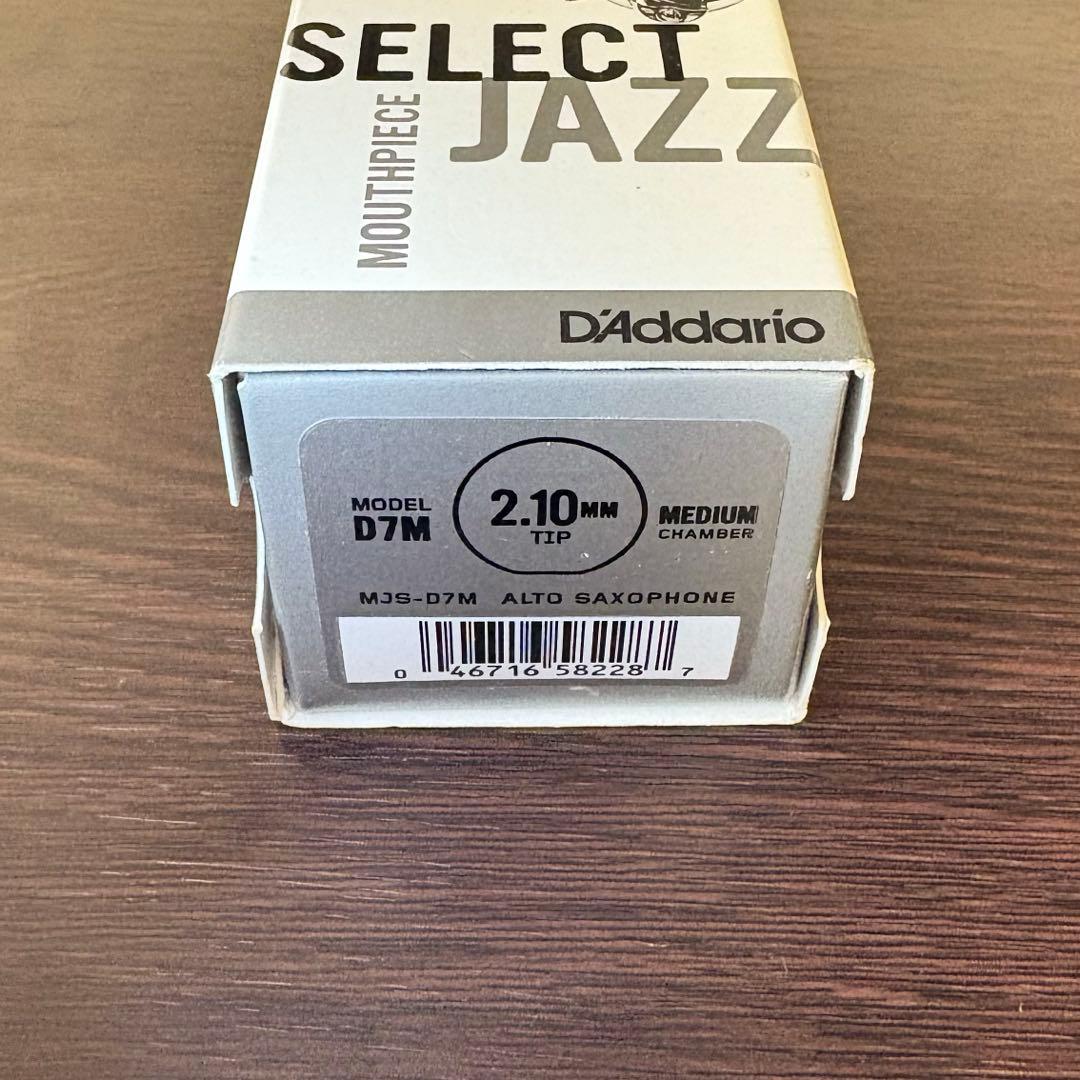 SELECT
JAZZ
MOUTHPIECE
D'Addario
MODEL
D7M
2.10MM
TIP
MEDIUM
CHAMBER
MJS-D7M ALTO SAXOPHONE
0 46716 58228 7